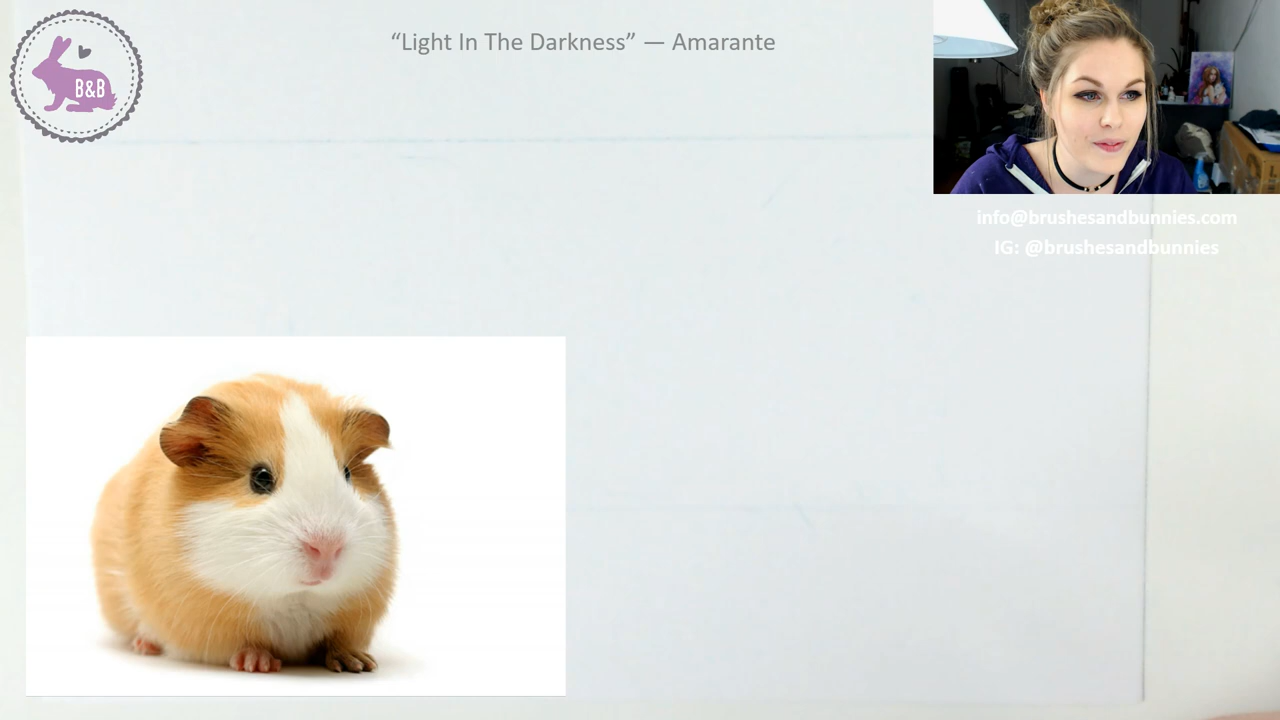 B&B
“Light In The Darkness” — Amarante
info@brushesandbunnies.com
IG: @brushesandbunnies